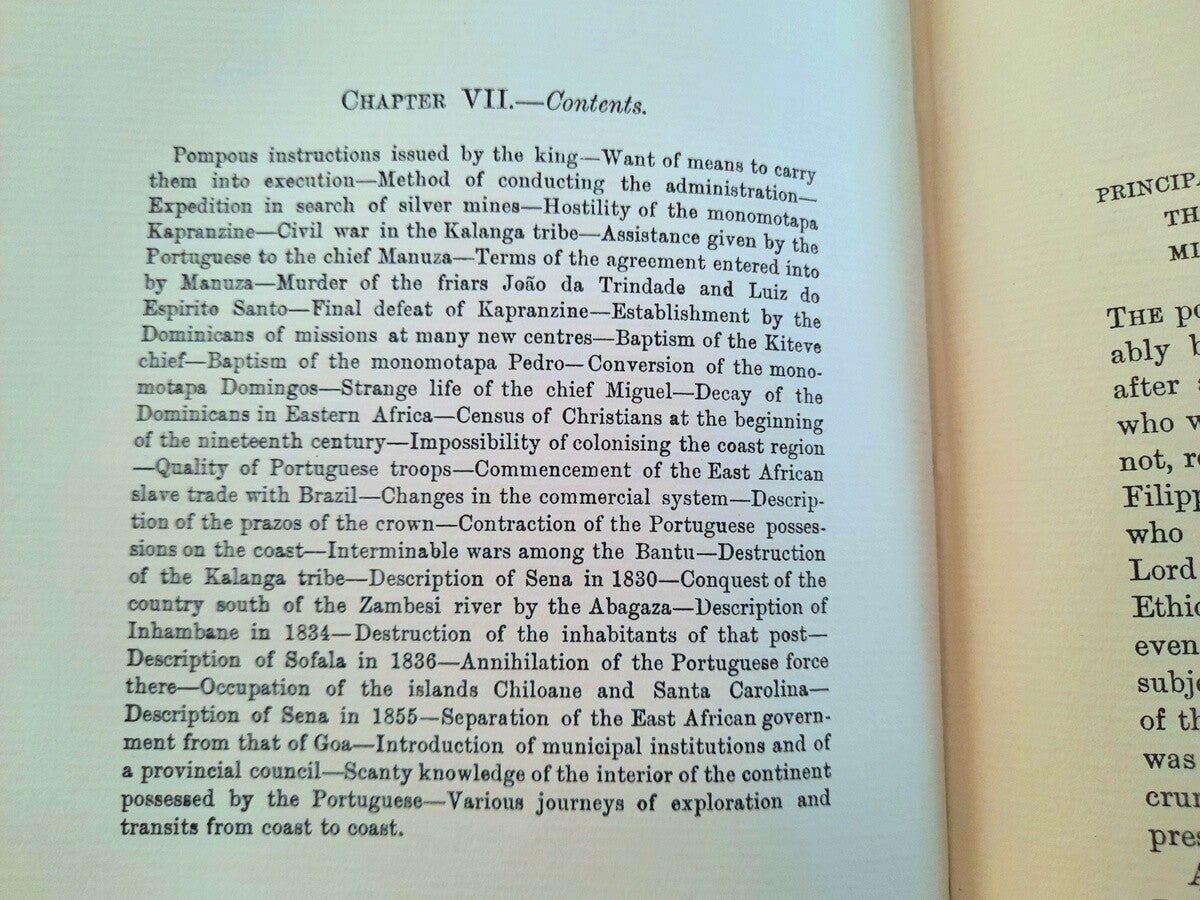 CHAPTER VII.—Contents.
Pompous instructions issued by the king—Want of means to carry
them into execution—Method of conducting the administration—
Expedition in search of silver mines—Hostility of the monomotapa
Kapranzine—Civil war in the Kalanga tribe—Assistance given by the
Portuguese to the chief Manuza—Terms of the agreement entered into
by Manuza—Murder of the friars João da Trindade and Luiz do
Espirito Santo—Final defeat of Kapranzine—Establishment by the
Dominicans of missions at many new centres—Baptism of the Kiteve
chief—Baptism of the monomotapa Pedro—Conversion of the mono-
motapa Domingos—Strange life of the chief Miguel—Decay of the
Dominicans in Eastern Africa—Census of Christians at the beginning
of the nineteenth century—Impossibility of colonising the coast region
—Quality of Portuguese troops—Commencement of the East African
slave trade with Brazil—Changes in the commercial system—Descrip-
tion of the prazos of the crown—Contraction of the Portuguese posses-
sions on the coast—Interminable wars among the Bantu—Destruction
of the Kalanga tribe—Description of Sena in 1830—Conquest of the
country south of the Zambesi river by the Abagaza—Description of
Inhambane in 1834—Destruction of the inhabitants of that post—
Description of Sofala in 1836—Annihilation of the Portuguese force
there—Occupation of the islands Chiloane and Santa Carolina—
Description of Sena in 1855—Separation of the East African govern-
ment from that of Goa—Introduction of municipal institutions and of
a provincial council—Scanty knowledge of the interior of the continent
possessed by the Portuguese—Various journeys of exploration and
transits from coast to coast.
PRINCIPA
TH
MI
THE po
ably b
after
who w
not, re
Filipp
who
Lord
Ethio
even
subje
of th
was
crun
pres